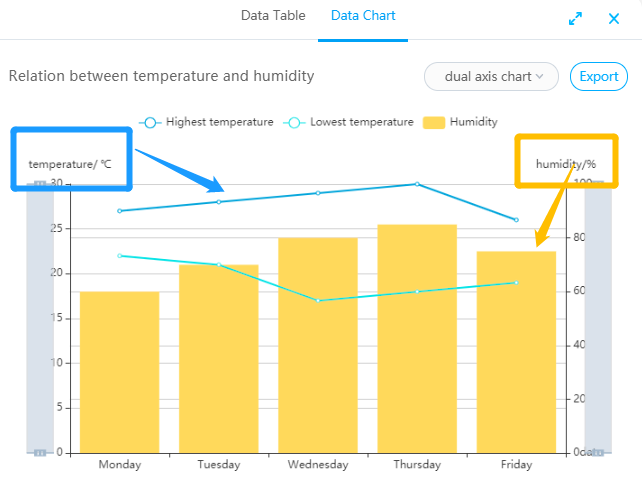 Data Table
Data Chart
Relation between temperature and humidity
dual axis chart
Export
Highest temperature
Lowest temperature
Humidity
temperature/ ℃
humidity/%
30
25
20
15
10
5
0
100
80
60
40
20
0
Monday
Tuesday
Wednesday
Thursday
Friday